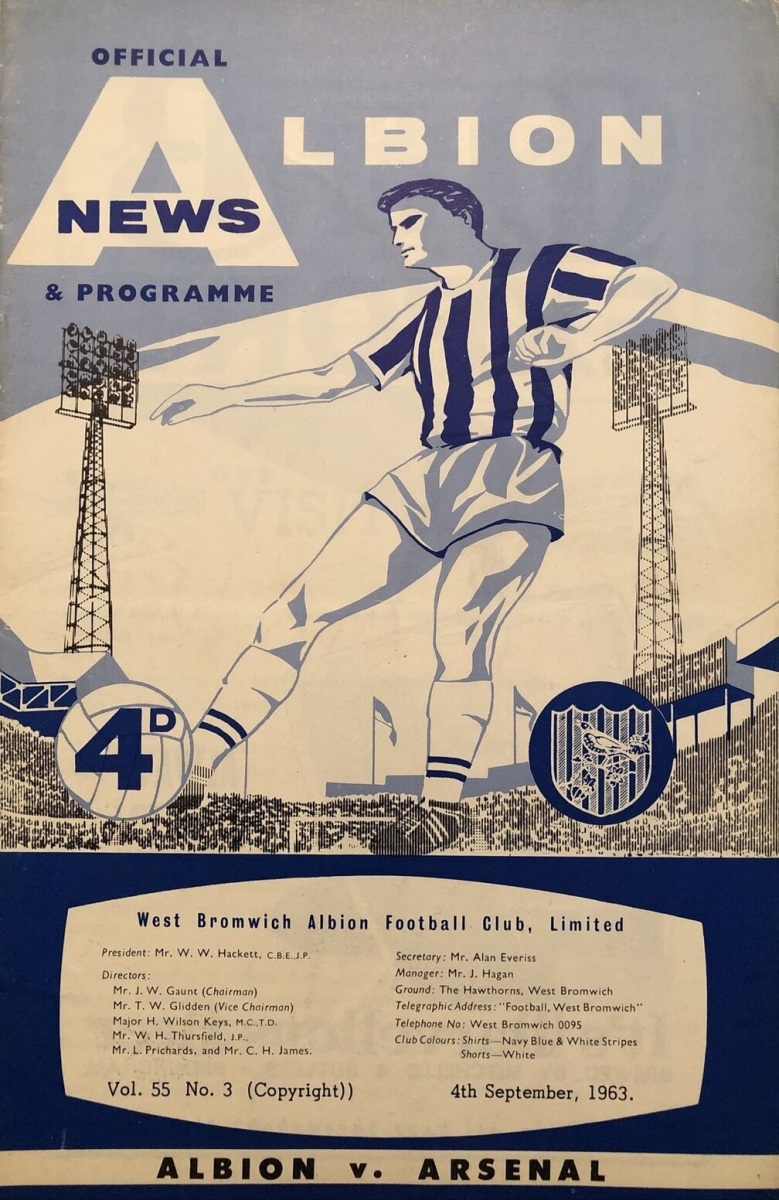 OFFICIAL
ALBION
NEWS
& PROGRAMME
4D
West Bromwich Albion Football Club, Limited
President: Mr. W. W. Hackett, C.B.E.,J.P.
Directors:
Mr. J. W. Gaunt (Chairman)
Mr. T. W. Glidden (Vice Chairman)
Major H. Wilson Keys, M.C.,T.D.
Mr. W. H. Thursfield, J.P.,
Mr. L. Prichards, and Mr. C. H. James.
Secretary: Mr. Alan Everiss
Manager: Mr. J. Hagan
Ground: The Hawthorns, West Bromwich
Telegraphic Address: "Football, West Bromwich"
Telephone No: West Bromwich 0095
Club Colours: Shirts—Navy Blue & White Stripes
Shorts—White
Vol. 55 No. 3 (Copyright))
4th September, 1963.
ALBION v. ARSENAL